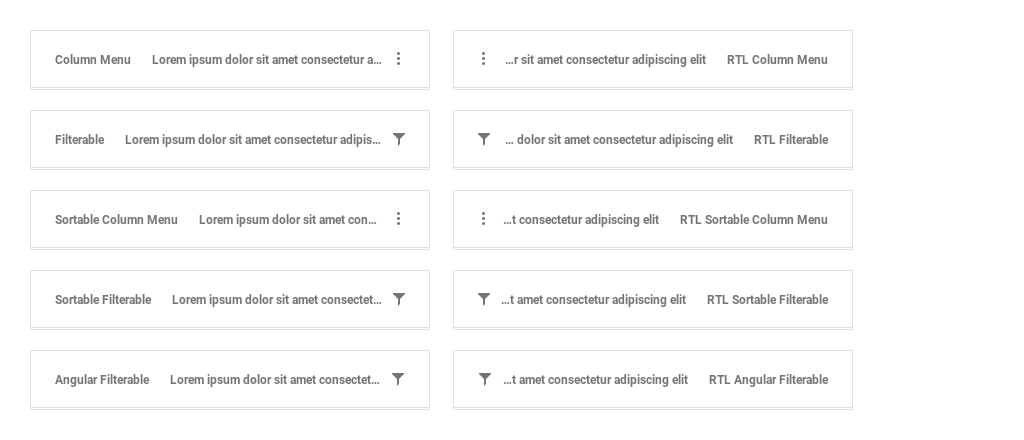 Column Menu Lorem ipsum dolor sit amet consectetur a...
...r sit amet consectetur adipiscing elit RTL Column Menu
Filterable Lorem ipsum dolor sit amet consectetur adipis...
... dolor sit amet consectetur adipiscing elit RTL Filterable
Sortable Column Menu Lorem ipsum dolor sit amet con...
...t consectetur adipiscing elit RTL Sortable Column Menu
Sortable Filterable Lorem ipsum dolor sit amet consectet...
...t amet consectetur adipiscing elit RTL Sortable Filterable
Angular Filterable Lorem ipsum dolor sit amet consectet...
...t amet consectetur adipiscing elit RTL Angular Filterable